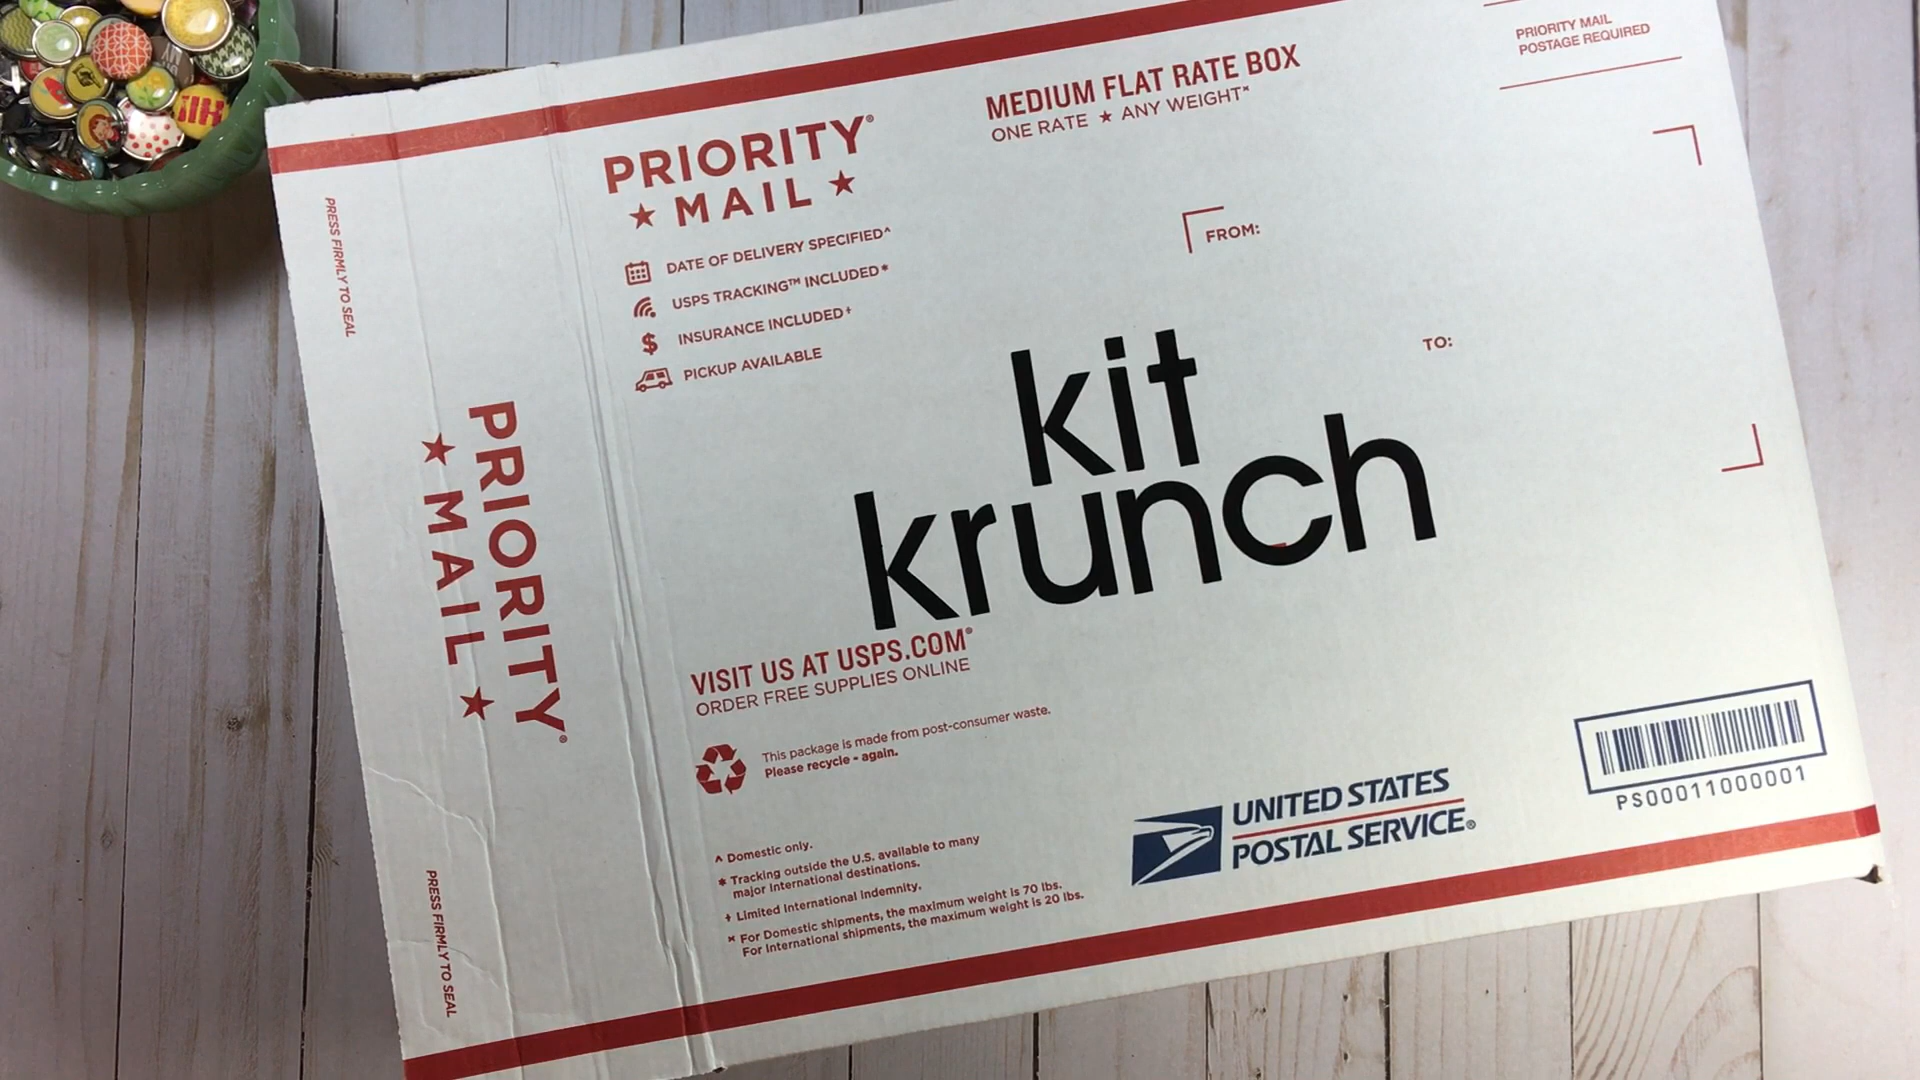 HI
PRIORITY MAIL
POSTAGE REQUIRED
MEDIUM FLAT RATE BOX
ONE RATE ★ ANY WEIGHT*
PRIORITY®
★ MAIL ★
DATE OF DELIVERY SPECIFIED^
USPS TRACKING™ INCLUDED*
INSURANCE INCLUDED†
PICKUP AVAILABLE
FROM:
TO:
PRESS FIRMLY TO SEAL
PRIORITY®
★ MAIL ★
PRESS FIRMLY TO SEAL
kit
krunch
VISIT US AT USPS.COM®
ORDER FREE SUPPLIES ONLINE
This package is made from post-consumer waste.
Please recycle - again.
^ Domestic only.
* Tracking outside the U.S. available to many
major International destinations.
† Limited International Indemnity.
* For Domestic shipments, the maximum weight is 70 lbs.
For International shipments, the maximum weight is 20 lbs.
UNITED STATES
POSTAL SERVICE®
PS00011000001